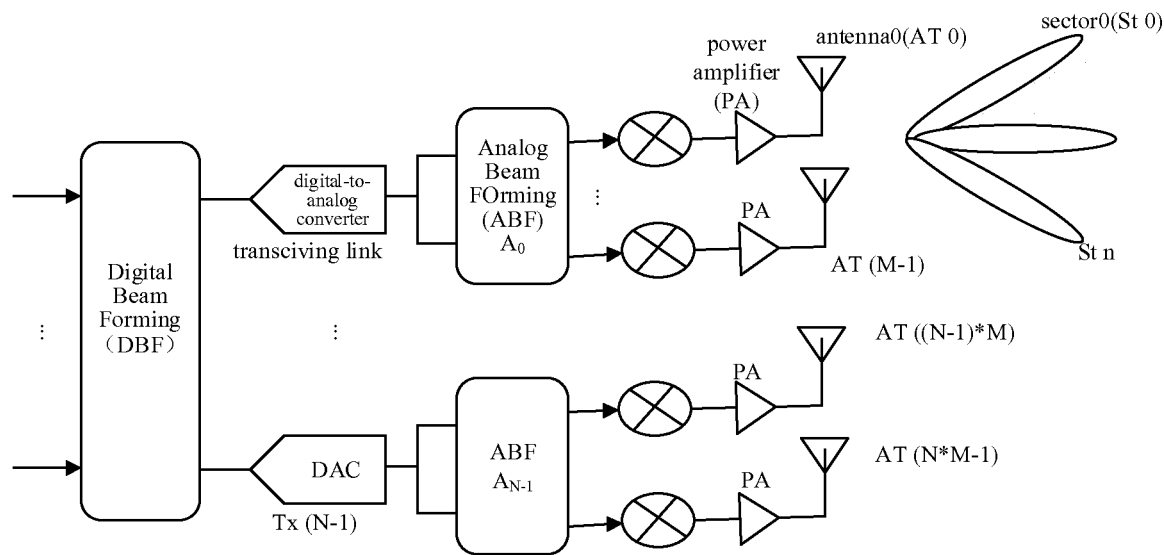 sector0(St 0)
antenna0(AT 0)
power
amplifier
(PA)
Analog
Beam
FOrming
(ABF)
A0
digital-to-
analog
converter
transciving link
PA
AT (M-1)
St n
Digital
Beam
Forming
（DBF）
AT ((N-1)*M)
PA
AT (N*M-1)
ABF
AN-1
DAC
PA
Tx (N-1)